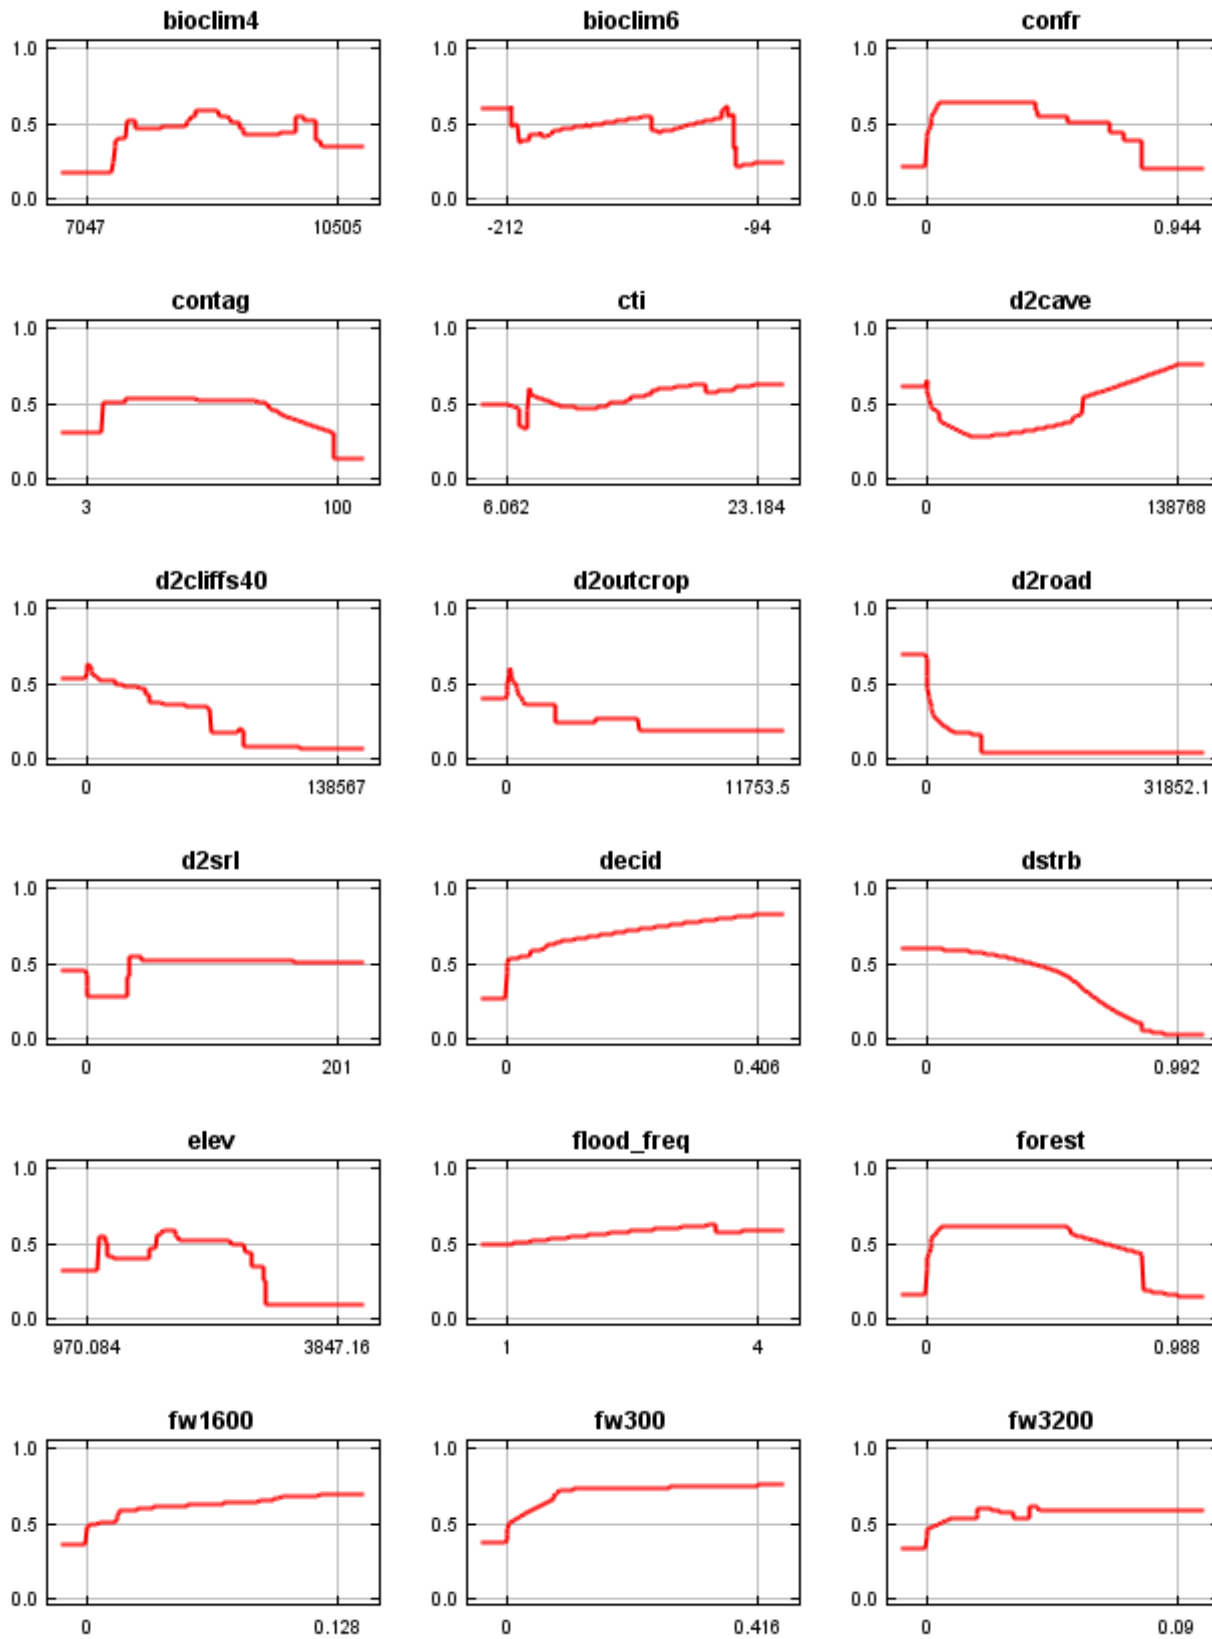 bioclim4 bioclim6 confr
1.0 1.0 1.0
0.5 0.5 0.5
0.0 0.0 0.0
7047 10505 -212 -94 0 0.944
contag cti d2cave
1.0 1.0 1.0
0.5 0.5 0.5
0.0 0.0 0.0
3 100 6.062 23.184 0 138768
d2cliffs40 d2outcrop d2road
1.0 1.0 1.0
0.5 0.5 0.5
0.0 0.0 0.0
0 138567 0 11753.5 0 31852.1
d2srl decid dstrb
1.0 1.0 1.0
0.5 0.5 0.5
0.0 0.0 0.0
0 201 0 0.406 0 0.992
elev flood_freq forest
1.0 1.0 1.0
0.5 0.5 0.5
0.0 0.0 0.0
970.084 3847.16 1 4 0 0.988
fw1600 fw300 fw3200
1.0 1.0 1.0
0.5 0.5 0.5
0.0 0.0 0.0
0 0.128 0 0.416 0 0.09